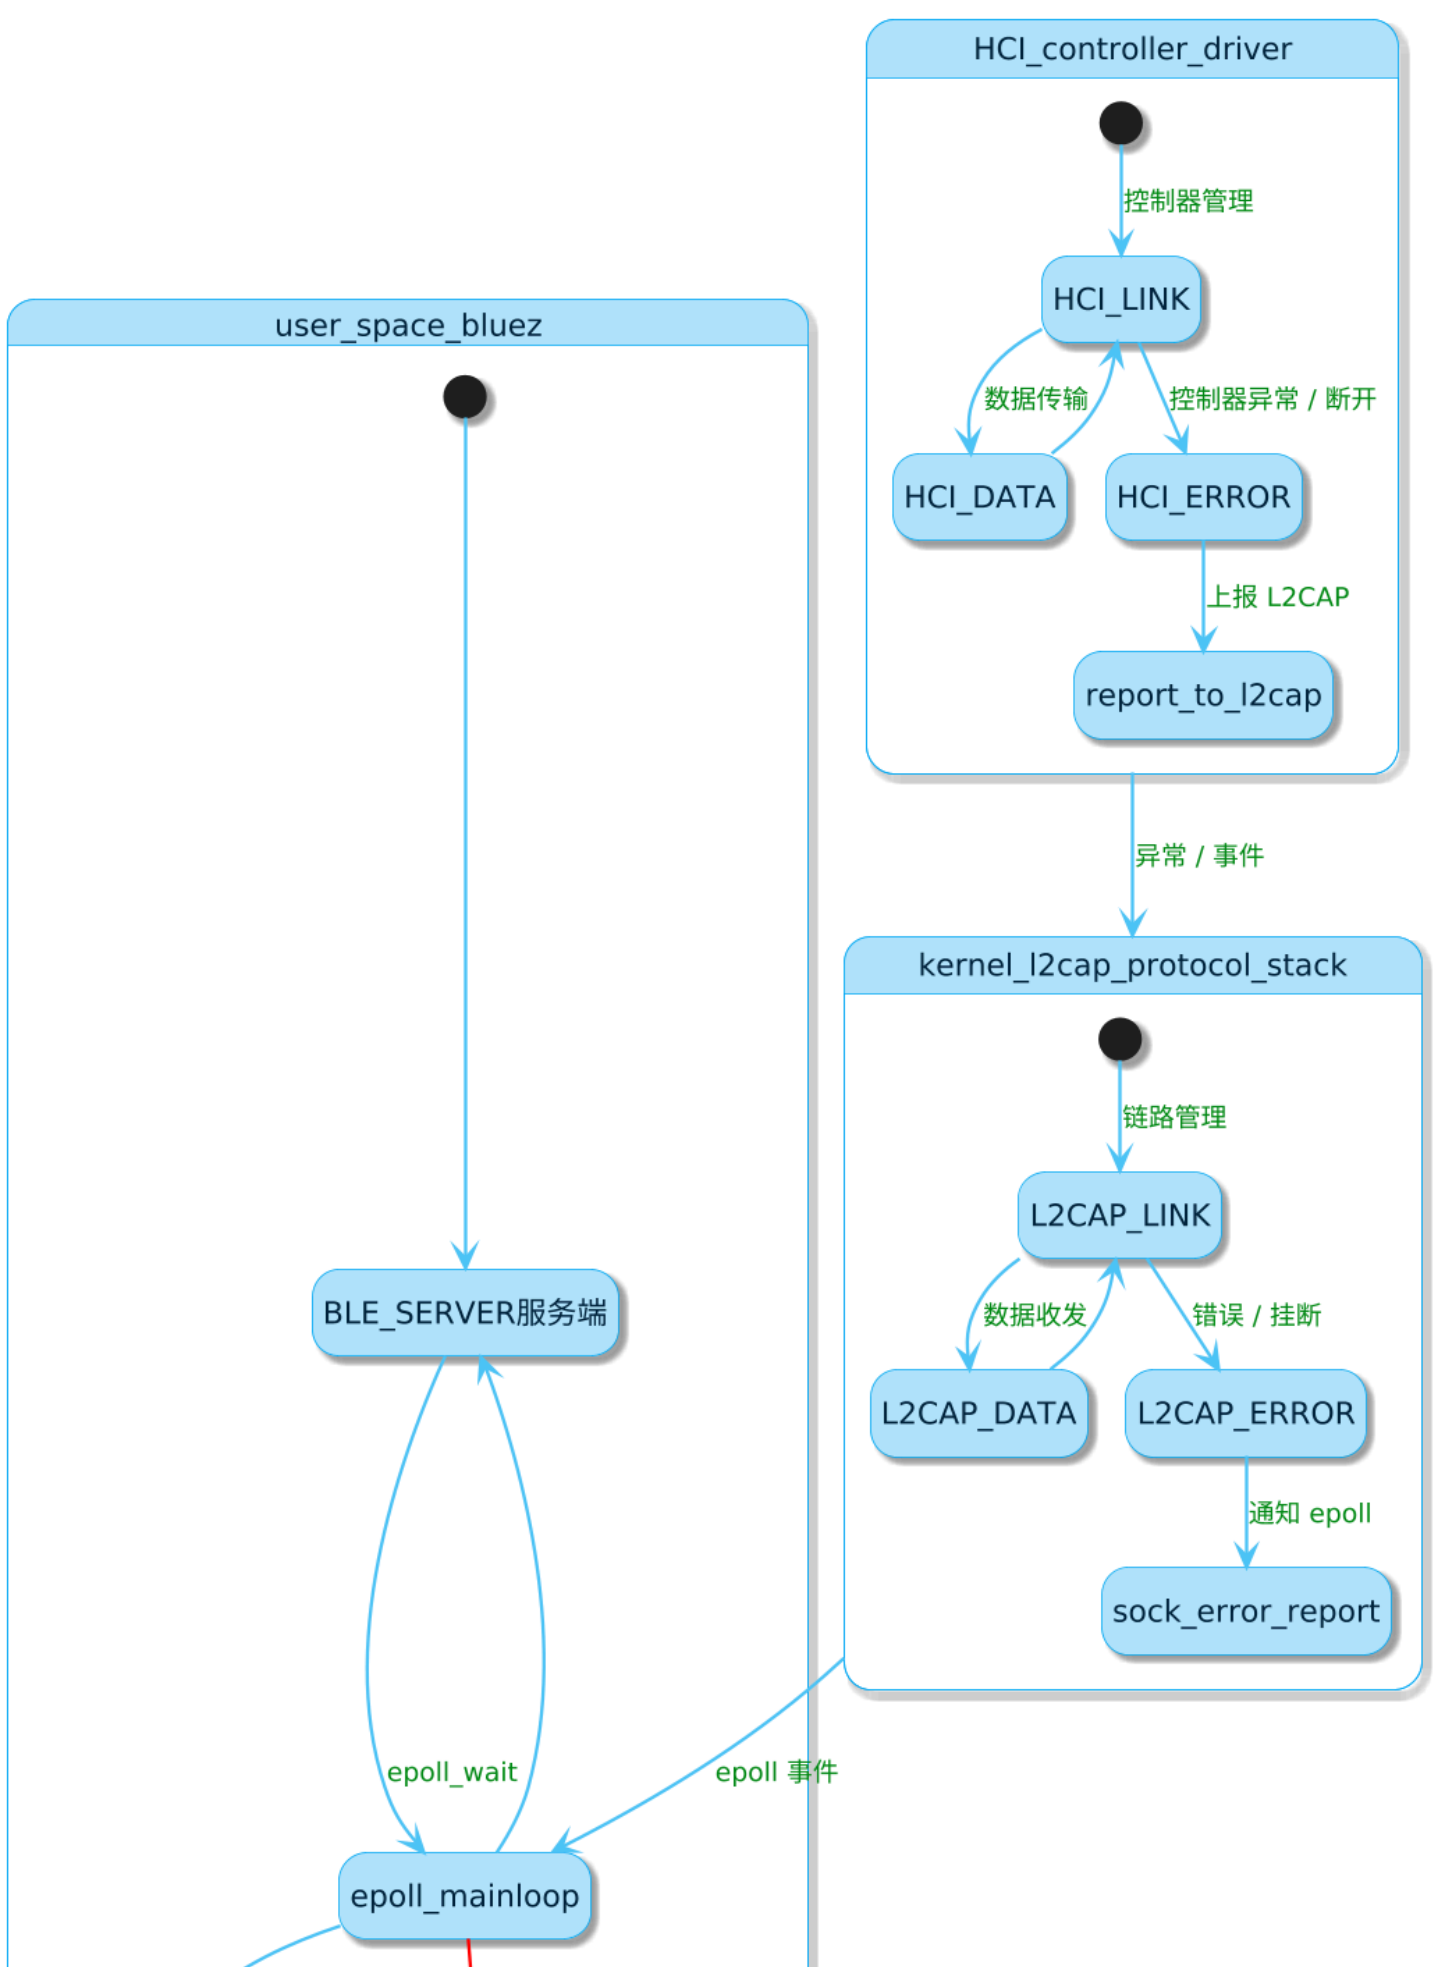 HCI_controller_driver
控制器管理
HCI_LINK
数据传输
控制器异常 / 断开
HCI_DATA
HCI_ERROR
上报 L2CAP
report_to_l2cap
异常 / 事件
user_space_bluez
kernel_l2cap_protocol_stack
链路管理
L2CAP_LINK
BLE_SERVER服务端
数据收发
错误 / 挂断
L2CAP_DATA
L2CAP_ERROR
通知 epoll
sock_error_report
epoll_wait
epoll 事件
epoll_mainloop